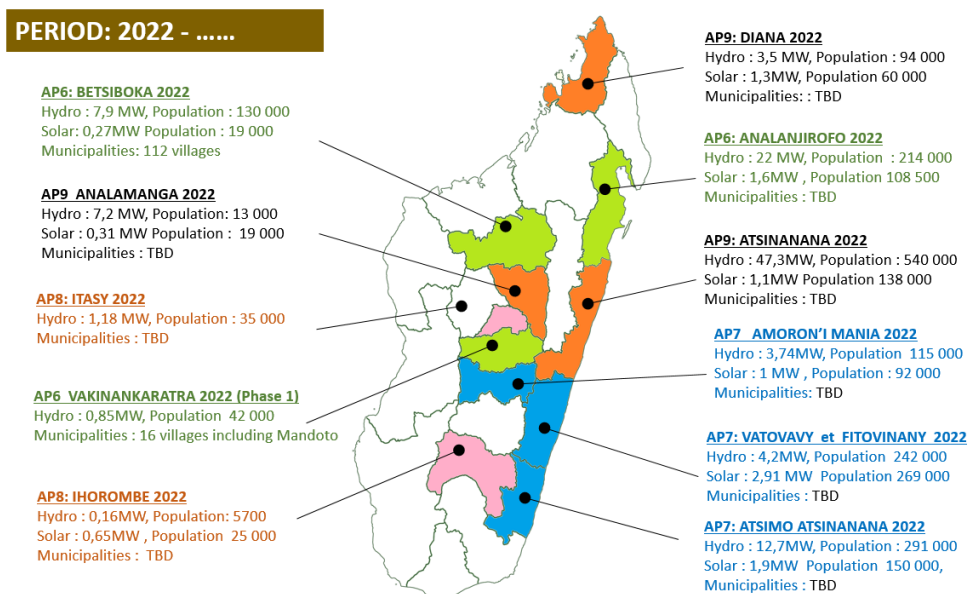 PERIOD: 2022 - ......
AP6: BETSIBOKA 2022
Hydro : 7,9 MW, Population : 130 000
Solar: 0,27MW Population : 19 000
Municipalities: 112 villages
AP9  ANALAMANGA 2022
Hydro : 7,2 MW, Population: 13 000
Solar : 0,31 MW Population :  19 000
Municipalities : TBD
AP8: ITASY 2022
Hydro : 1,18 MW, Population : 35 000
Municipalities : TBD
AP6  VAKINANKARATRA 2022 (Phase 1)
Hydro : 0,85MW, Population  42 000
Municipalities : 16 villages including Mandoto
AP8: IHOROMBE 2022
Hydro : 0,16MW, Population: 5700
Solar : 0,65MW , Population  25 000
Municipalities :  TBD
AP9: DIANA 2022
Hydro : 3,5 MW, Population : 94 000
Solar : 1,3MW, Population 60 000
Municipalities: : TBD
AP6: ANALANJIROFO 2022
Hydro : 22 MW, Population  : 214 000
Solar : 1,6MW , Population 108 500
Municipalities : TBD
AP9: ATSINANANA 2022
Hydro : 47,3MW, Population : 540 000
Solar : 1,1MW Population 138 000
Municipalities : TBD
AP7   AMORON'I MANIA 2022
Hydro : 3,74MW, Population  115 000
Solar : 1 MW , Population : 92 000
Municipalities: TBD
AP7: VATOVAVY  et  FITOVINANY  2022
Hydro : 4,2MW, Population  242 000
Solar : 2,91 MW  Population  269 000
Municipalities : TBD
AP7: ATSIMO ATSINANANA 2022
Hydro : 12,7MW, Population : 291 000
Solar : 1,9MW  Population  150 000,
Municipalities : TBD